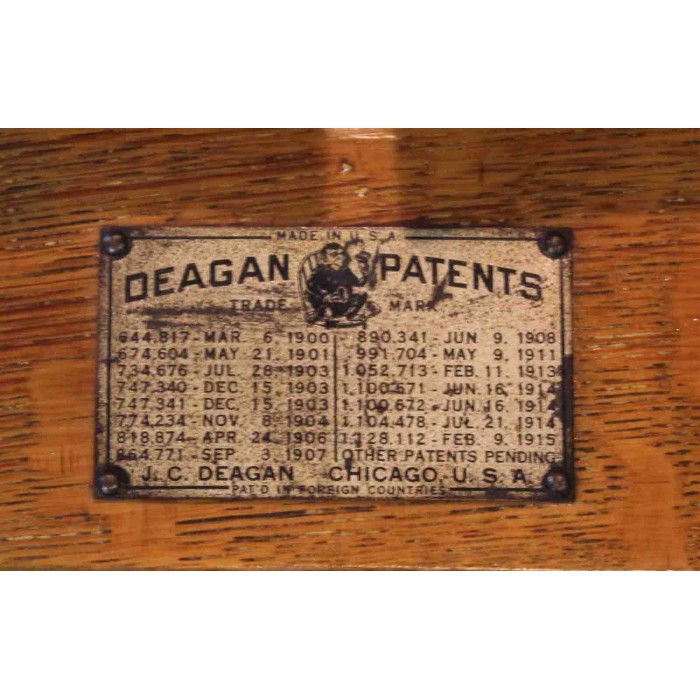 MADE IN U.S.A
DEAGAN PATENTS
TRADE MARK
644.817 - MAR. 6, 1900
674,604 - MAY 21, 1901
734,676 - JUL. 28, 1903
747,340 - DEC. 15, 1903
747,341 - DEC. 15, 1903
774,234 - NOV. 8, 1904
818,874 - APR. 24, 1906
864,771 - SEP. 3, 1907
890,341 - JUN 9, 1908
991,704 - MAY 9, 1911
1,052,713 - FEB. 11, 1913
1,100,671 - JUN. 16, 1914
1,100,672 - JUN. 16, 1914
1,104,478 - JUL. 21, 1914
1,128,112 - FEB. 9, 1915
OTHER PATENTS PENDING
J. C. DEAGAN CHICAGO, U. S. A.
PAT'D IN FOREIGN COUNTRIES